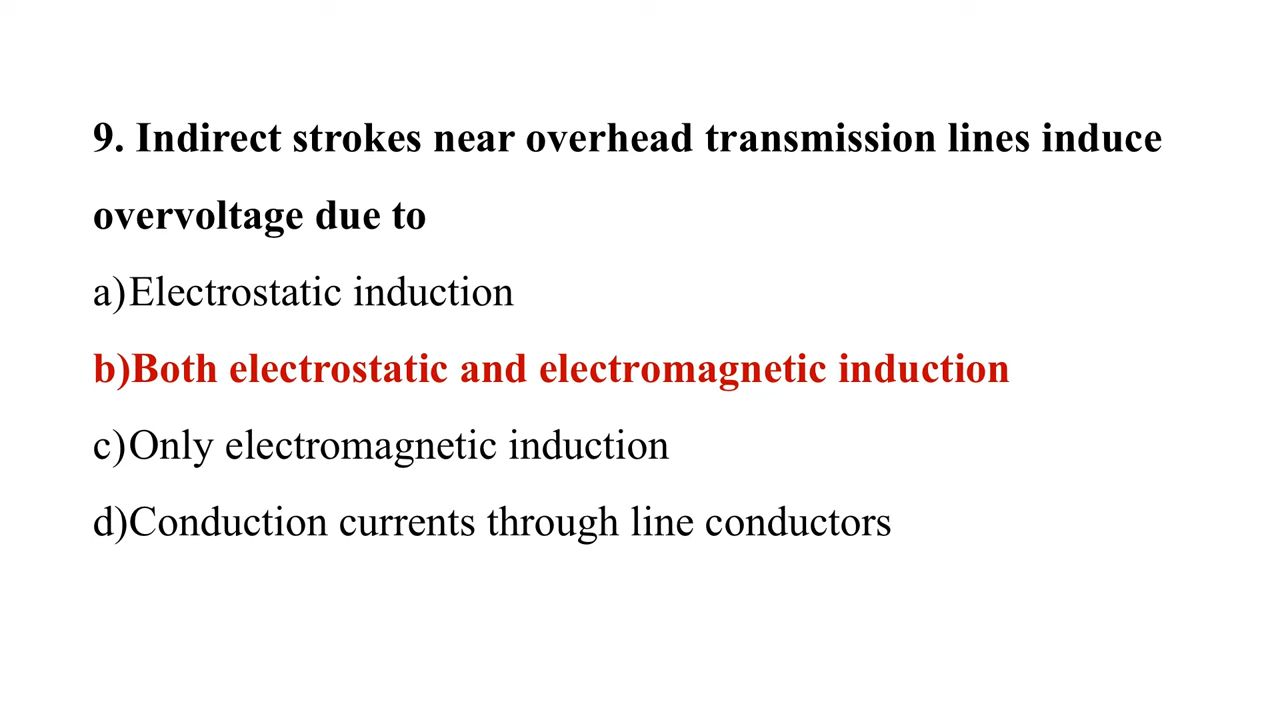 9. Indirect strokes near overhead transmission lines induce
overvoltage due to
a)Electrostatic induction
b)Both electrostatic and electromagnetic induction
c)Only electromagnetic induction
d)Conduction currents through line conductors